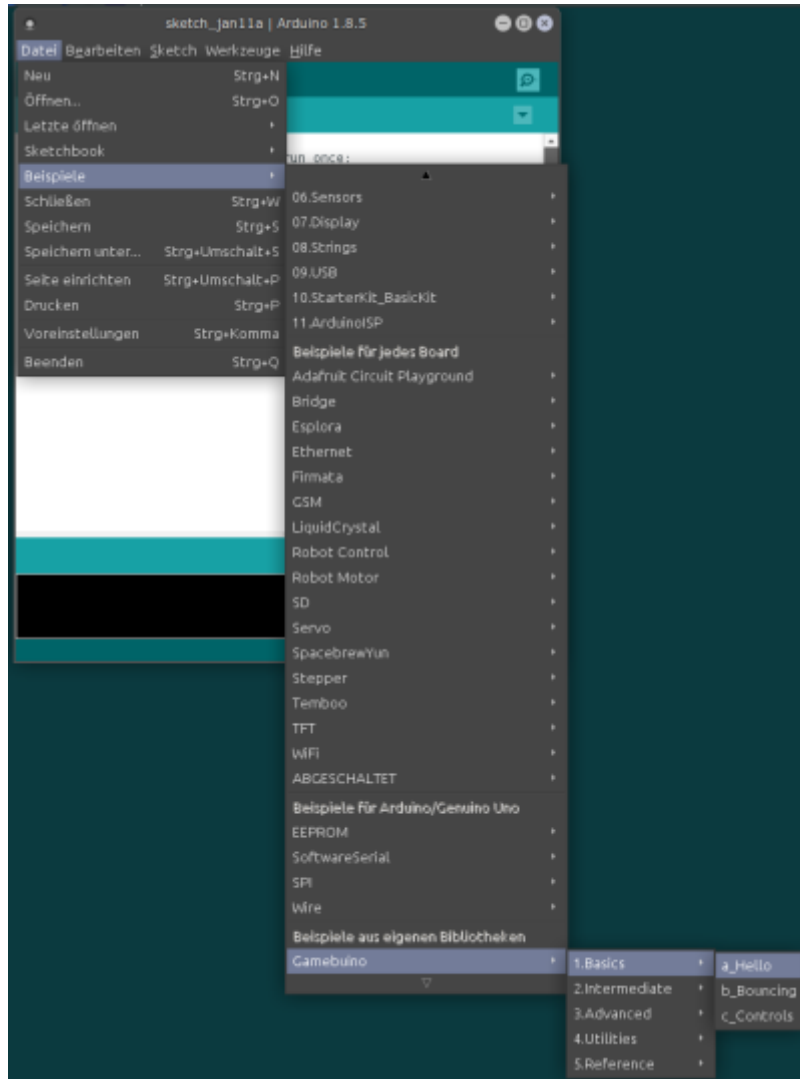 sketch_jan11a | Arduino 1.8.5
Datei Bearbeiten Sketch Werkzeuge Hilfe
Neu Strg+N
Öffnen... Strg+O
Letzte öffnen
Sketchbook
Beispiele
Schließen Strg+W
Speichern Strg+S
Speichern unter... Strg+Umschalt+S
Seite einrichten Strg+Umschalt+P
Drucken Strg+P
Voreinstellungen Strg+Komma
Beenden Strg+Q
run once:
06.Sensors
07.Display
08.Strings
09.USB
10.StarterKit_BasicKit
11.ArduinoISP
Beispiele für jedes Board
Adafruit Circuit Playground
Bridge
Esplora
Ethernet
Firmata
GSM
LiquidCrystal
Robot Control
Robot Motor
SD
Servo
SpacebrewYun
Stepper
Temboo
TFT
WiFi
ABGESCHALTET
Beispiele für Arduino/Genuino Uno
EEPROM
SoftwareSerial
SPI
Wire
Beispiele aus eigenen Bibliotheken
Gamebuino
1.Basics
2.Intermediate
3.Advanced
4.Utilities
5.Reference
a_Hello
b_Bouncing
c_Controls